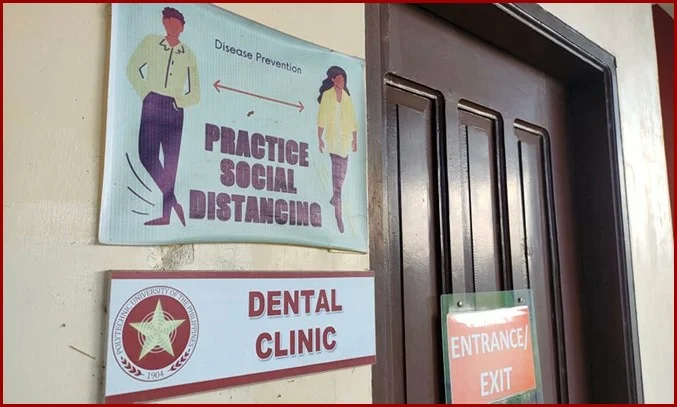 Disease Prevention
PRACTICE
SOCIAL
DISTANCING
POLYTECHNIC UNIVERSITY OF THE PHILIPPINES
1904
DENTAL
CLINIC
ENTRANCE/
EXIT